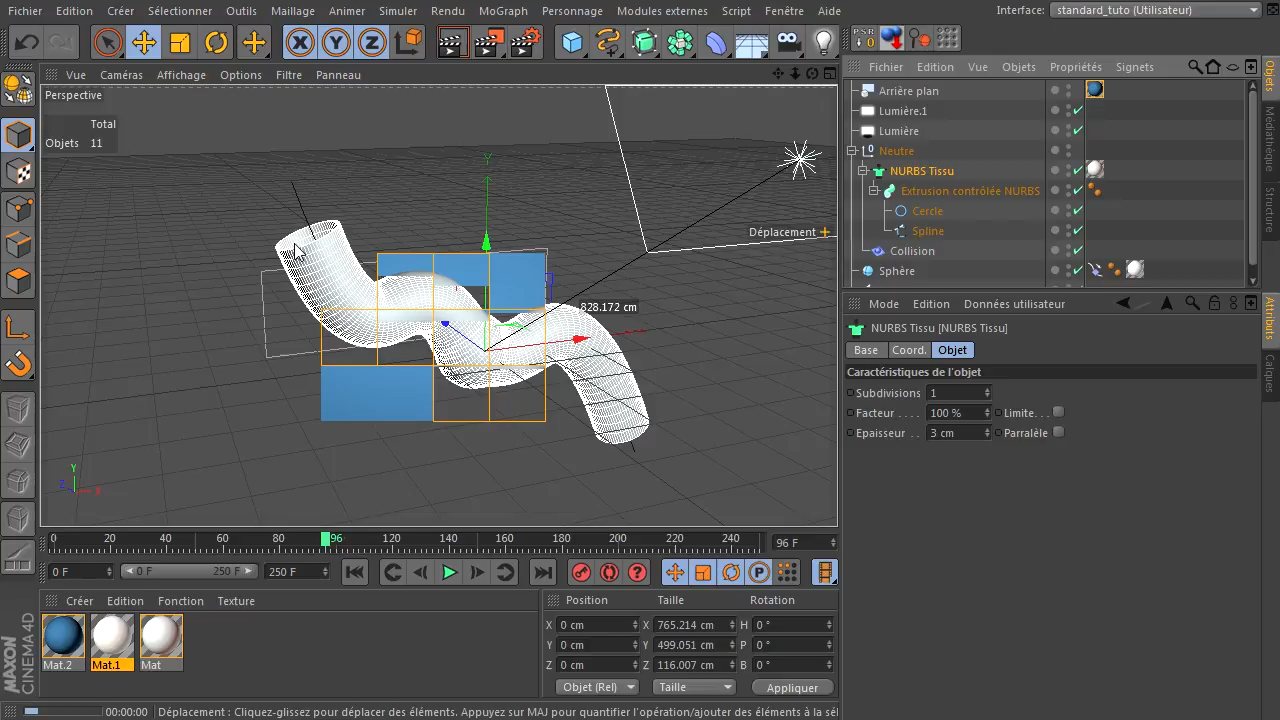 Fichier Edition Créer Sélectionner Outils Maillage Animer Simuler Rendu MoGraph Personnage Modules externes Script Fenêtre Aide
Interface: standard_tuto (Utilisateur)
X Y Z
PSR
0
Vue Caméras Affichage Options Filtre Panneau
Fichier Edition Vue Objets Propriétés Signets
Perspective
Total
Objets 11
Y
Déplacement
828.172 cm
Y
Z
X
Arrière plan
Lumière.1
Lumière
Neutre
NURBS Tissu
Extrusion contrôlée NURBS
Cercle
Spline
Collision
Sphère
Objets
Médiathèque
Structure
Attributs
Calques
Mode Edition Données utilisateur
NURBS Tissu [NURBS Tissu]
Base Coord. Objet
Caractéristiques de l'objet
Subdivisions 1
Facteur . . . . 100 % Limite. . .
Epaisseur . . 3 cm Parralèle
0 20 40 60 80 96 120 140 160 180 200 220 240
96 F
0 F
0 F 250 F
250 F
P
Créer Edition Fonction Texture
Mat.2 Mat.1 Mat
Position Taille Rotation
X 0 cm X 765.214 cm H 0 °
Y 0 cm Y 499.051 cm P 0 °
Z 0 cm Z 116.007 cm B 0 °
Objet (Rel) Taille Appliquer
MAXON
CINEMA 4D
00:00:00 Déplacement : Cliquez-glissez pour déplacer des éléments. Appuyez sur MAJ pour quantifier l'opération/ajouter des éléments à la sél